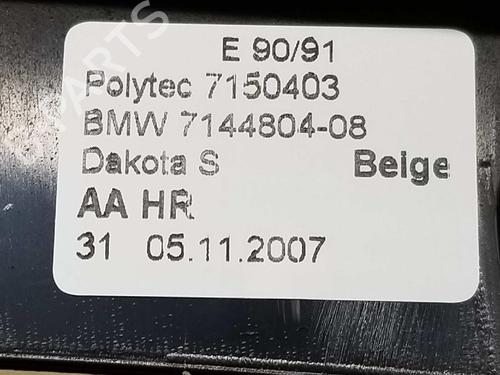 E 90/91
Polytec 7150403
BMW 7144804-08
Dakota S Beige
AA HR
31 05.11.2007